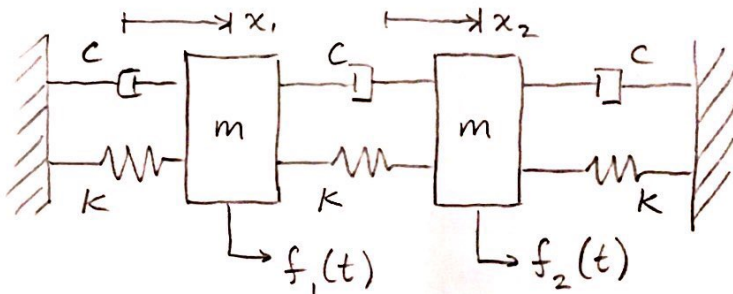 x₁ x₂
C C C
m m
K K K
f₁(t) f₂(t)